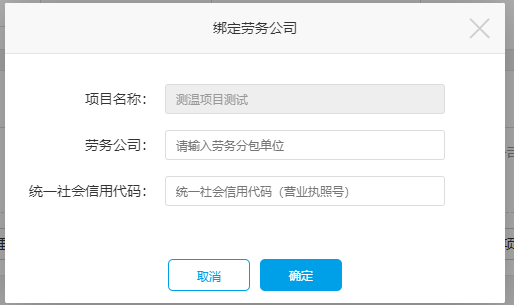 绑定劳务公司
项目名称：
测温项目测试
劳务公司：
请输入劳务分包单位
统一社会信用代码：
统一社会信用代码（营业执照号）
取消
确定